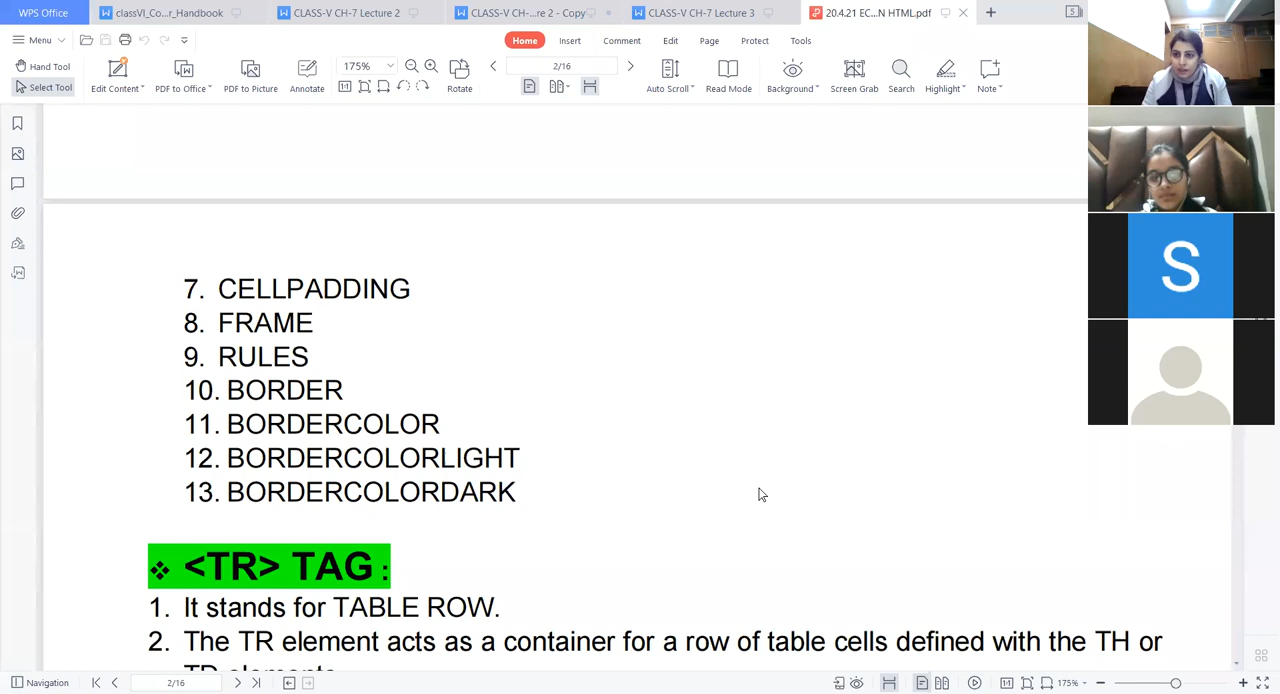 WPS Office
classVI_Co...r_Handbook
CLASS-V CH-7 Lecture 2
CLASS-V CH-...re 2 - Copy
CLASS-V CH-7 Lecture 3
20.4.21 EC...N HTML.pdf
5
Menu
Home
Insert
Comment
Edit
Page
Protect
Tools
Hand Tool
Select Tool
Edit Content
PDF to Office
PDF to Picture
Annotate
175%
Rotate
2/16
Auto Scroll
Read Mode
Background
Screen Grab
Search
Highlight
Note
7. CELLPADDING
8. FRAME
9. RULES
10. BORDER
11. BORDERCOLOR
12. BORDERCOLORLIGHT
13. BORDERCOLORDARK
❖ <TR> TAG :
1. It stands for TABLE ROW.
2. The TR element acts as a container for a row of table cells defined with the TH or
S
Navigation
2/16
175%